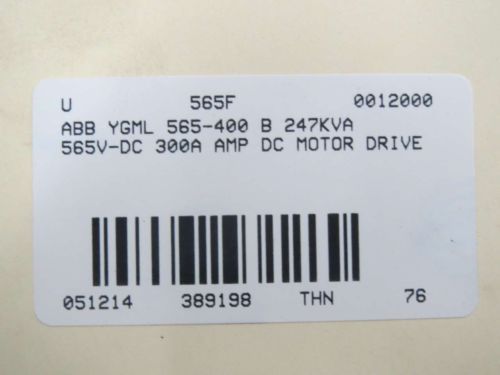 U 565F 0012000
ABB YGML 565-400 B 247KVA
565V-DC 300A AMP DC MOTOR DRIVE
051214 389198 THN 76